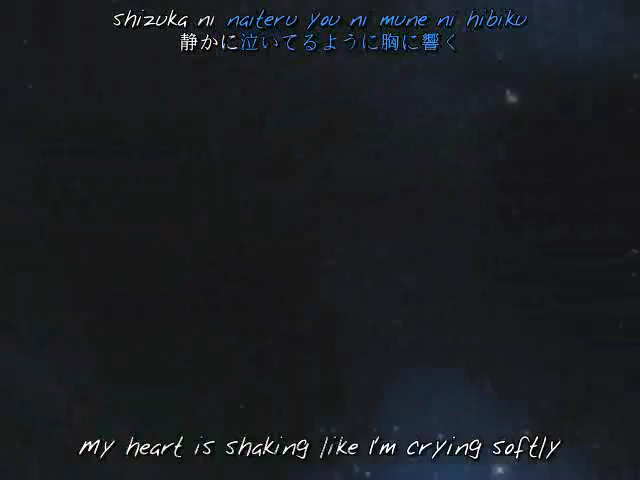 shizuka ni naiteru you ni mune ni hibiku
静かに泣いてるように胸に響く
my heart is shaking like I'm crying softly